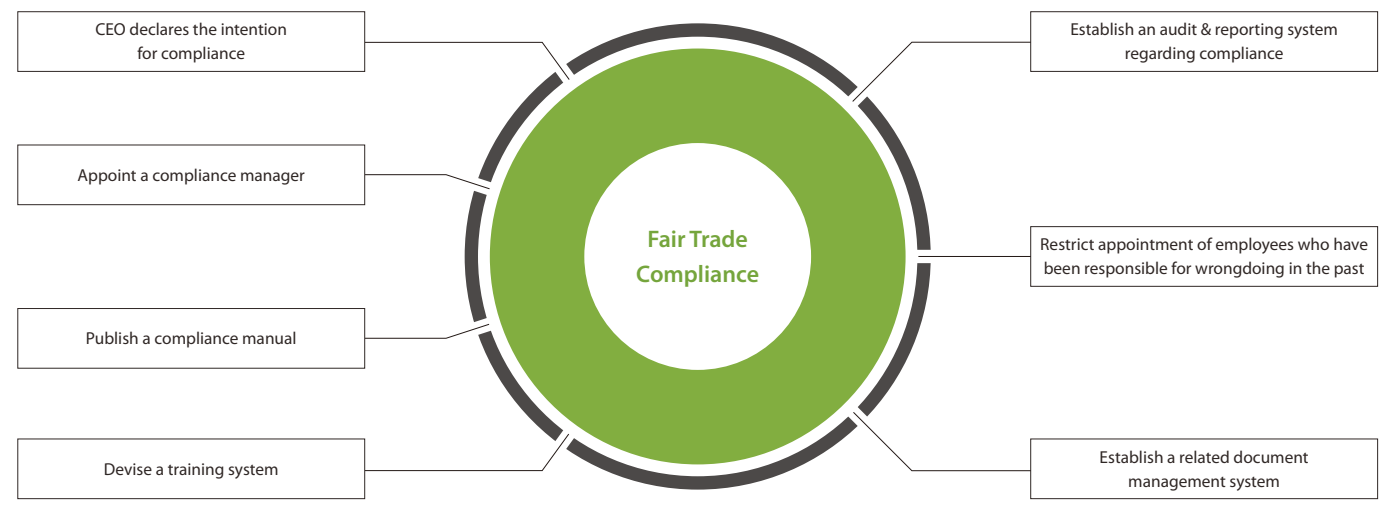 CEO declares the intention
for compliance
Appoint a compliance manager
Publish a compliance manual
Devise a training system
Fair Trade
Compliance
Establish an audit & reporting system
regarding compliance
Restrict appointment of employees who have
been responsible for wrongdoing in the past
Establish a related document
management system